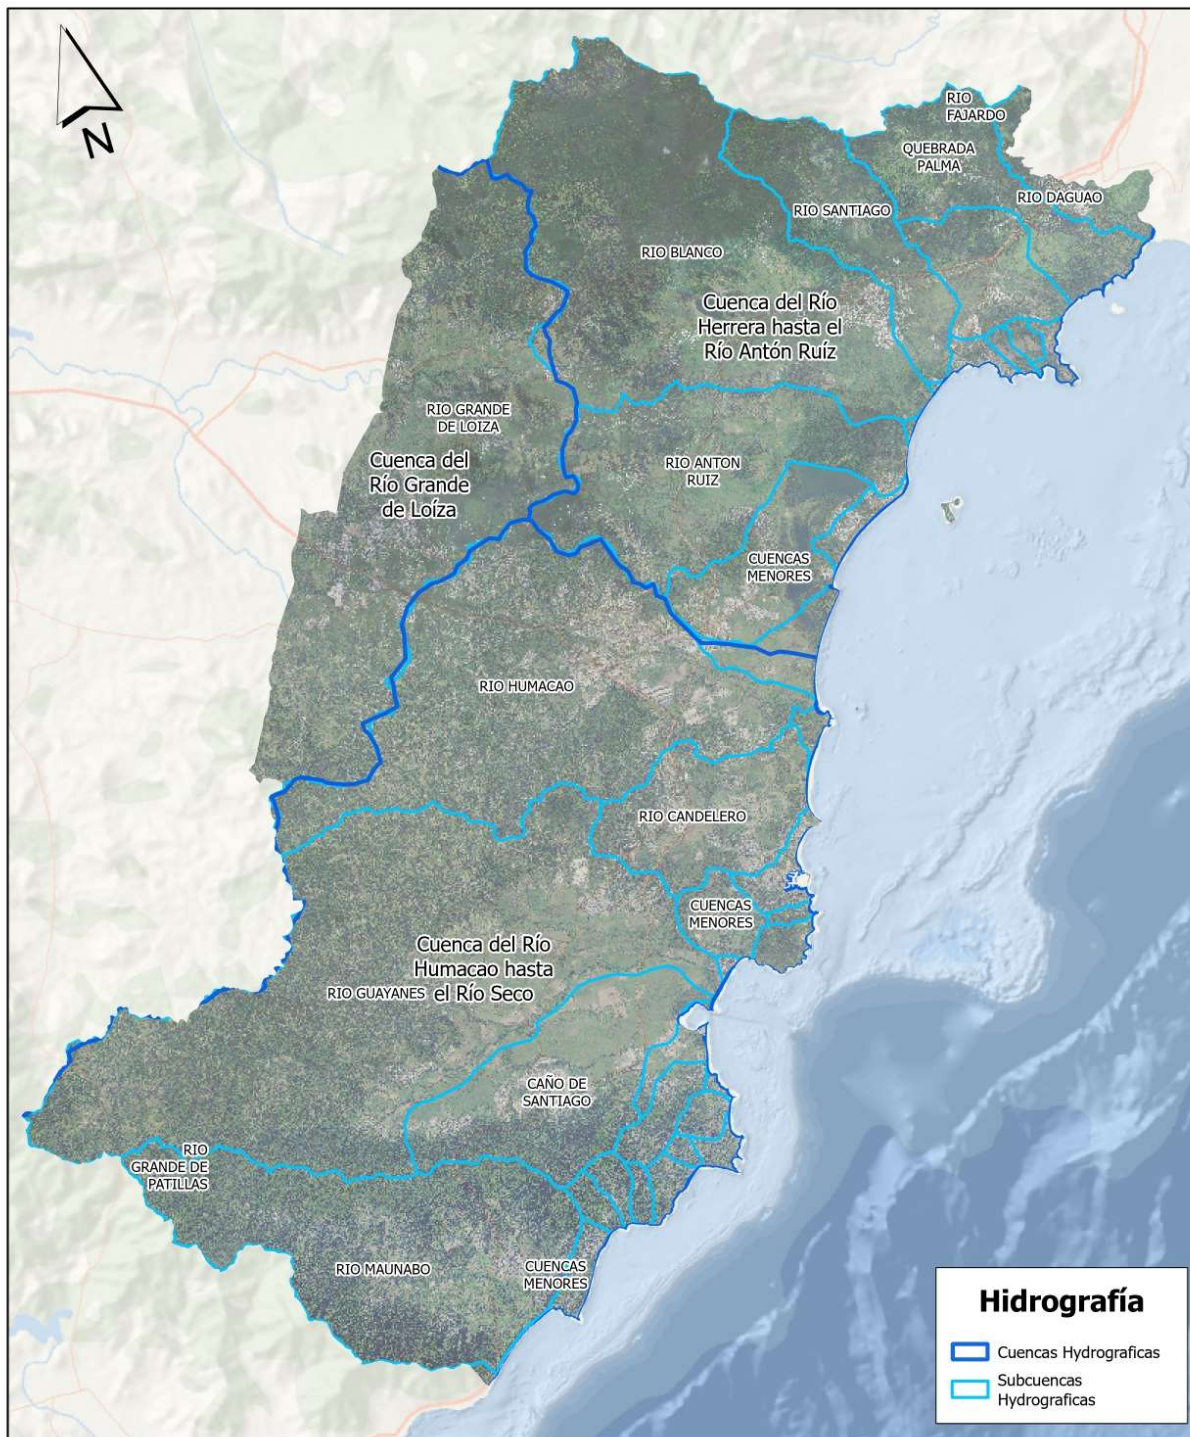 N
RIO
FAJARDO
QUEBRADA
PALMA
RIO DAGUAO
RIO SANTIAGO
RIO BLANCO
Cuenca del Río
Herrera hasta el
Río Antón Ruíz
RIO GRANDE
DE LOIZA
Cuenca del
Río Grande
de Loíza
RIO ANTON
RUIZ
CUENCAS
MENORES
RIO HUMACAO
RIO CANDELERO
CUENCAS
MENORES
Cuenca del Río
Humacao hasta
el Río Seco
RIO GUAYANES
CAÑO DE
SANTIAGO
RIO
GRANDE DE
PATILLAS
RIO MAUNABO
CUENCAS
MENORES
Hidrografía
Cuencas Hydrograficas
Subcuencas
Hydrograficas